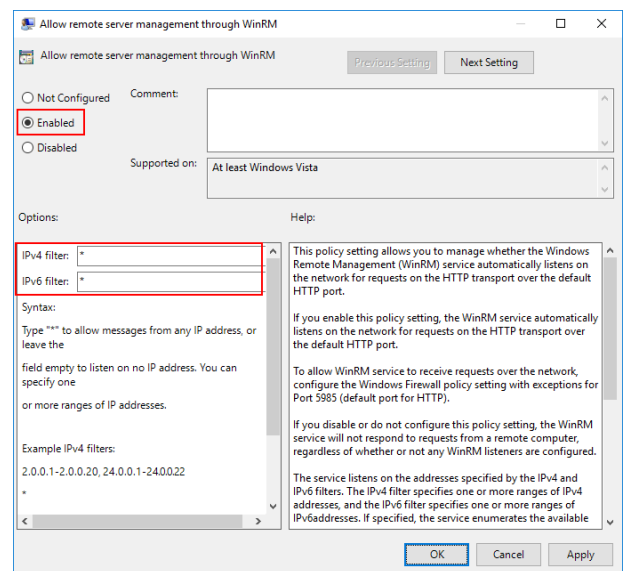 Allow remote server management through WinRM
Allow remote server management through WinRM
Previous Setting
Next Setting
Not Configured
Comment:
Enabled
Disabled
Supported on:
At least Windows Vista
Options:
Help:
IPv4 filter: *
IPv6 filter: *
Syntax:
Type "*" to allow messages from any IP address, or
leave the
field empty to listen on no IP address. You can
specify one
or more ranges of IP addresses.
Example IPv4 filters:
2.0.0.1-2.0.0.20, 24.0.0.1-24.0.0.22
*
This policy setting allows you to manage whether the Windows
Remote Management (WinRM) service automatically listens on
the network for requests on the HTTP transport over the default
HTTP port.
If you enable this policy setting, the WinRM service automatically
listens on the network for requests on the HTTP transport over
the default HTTP port.
To allow WinRM service to receive requests over the network,
configure the Windows Firewall policy setting with exceptions for
Port 5985 (default port for HTTP).
If you disable or do not configure this policy setting, the WinRM
service will not respond to requests from a remote computer,
regardless of whether or not any WinRM listeners are configured.
The service listens on the addresses specified by the IPv4 and
IPv6 filters. The IPv4 filter specifies one or more ranges of IPv4
addresses, and the IPv6 filter specifies one or more ranges of
IPv6addresses. If specified, the service enumerates the available
OK
Cancel
Apply